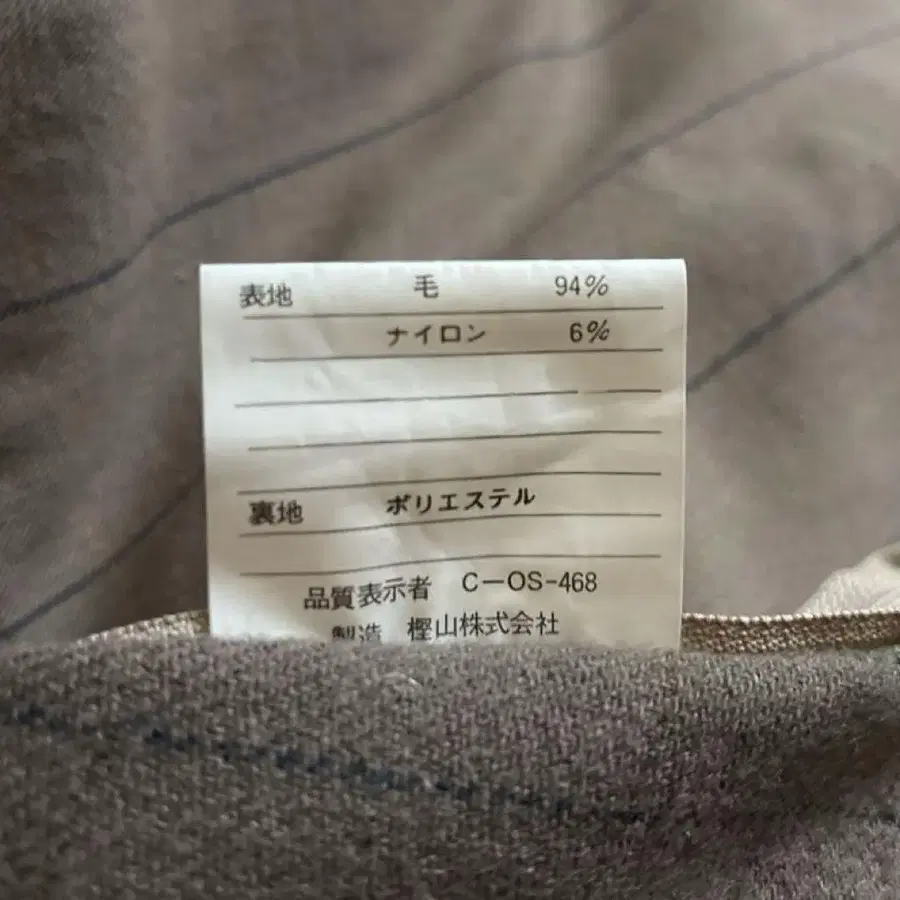 表地 毛 94%
ナイロン 6%
裏地 ポリエステル
品質表示者 C-OS-468
製造 樫山株式会社